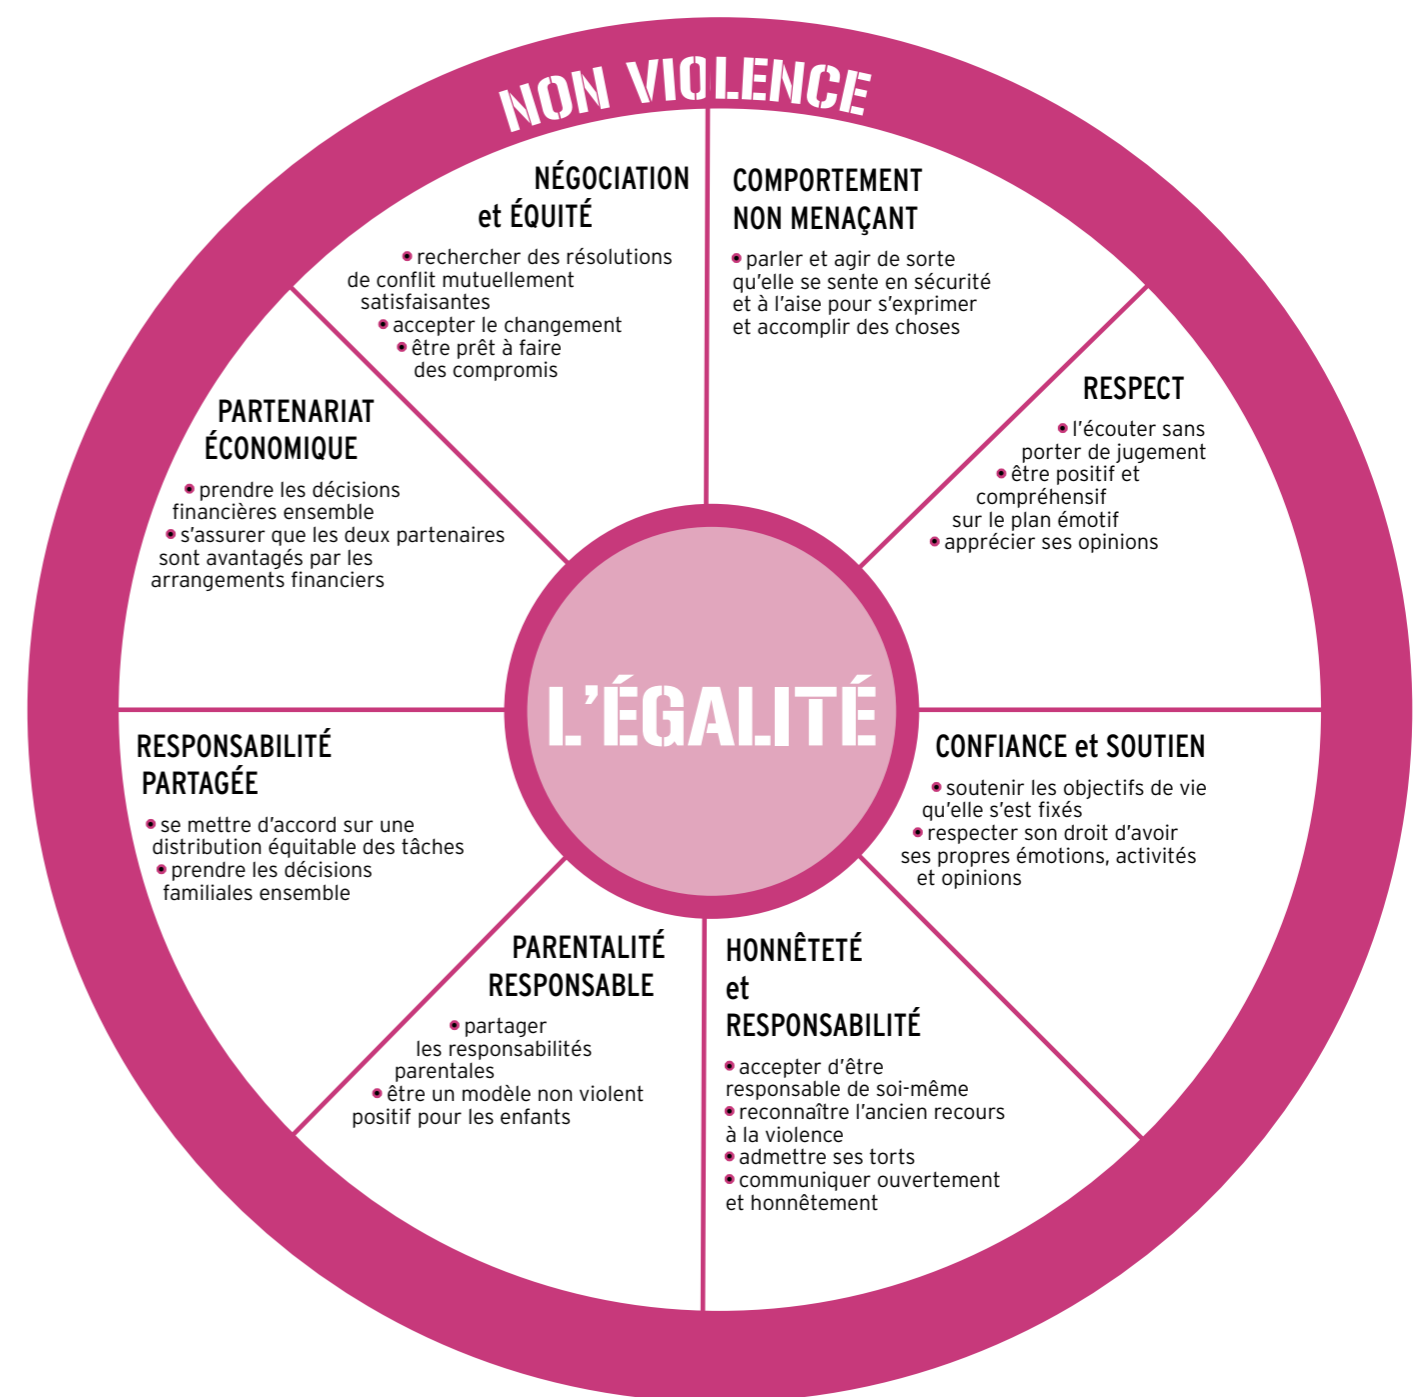 NON VIOLENCE
NÉGOCIATION
et ÉQUITÉ
• rechercher des résolutions
de conflit mutuellement
satisfaisantes
• accepter le changement
• être prêt à faire
des compromis
COMPORTEMENT
NON MENAÇANT
• parler et agir de sorte
qu'elle se sente en sécurité
et à l'aise pour s'exprimer
et accomplir des choses
RESPECT
• l'écouter sans
porter de jugement
• être positif et
compréhensif
sur le plan émotif
• apprécier ses opinions
PARTENARIAT
ÉCONOMIQUE
• prendre les décisions
financières ensemble
• s'assurer que les deux partenaires
sont avantagés par les
arrangements financiers
L'ÉGALITÉ
RESPONSABILITÉ
PARTAGÉE
• se mettre d'accord sur une
distribution équitable des tâches
• prendre les décisions
familiales ensemble
CONFIANCE et SOUTIEN
• soutenir les objectifs de vie
qu'elle s'est fixés
• respecter son droit d'avoir
ses propres émotions, activités
et opinions
PARENTALITÉ
RESPONSABLE
• partager
les responsabilités
parentales
• être un modèle non violent
positif pour les enfants
HONNÊTETÉ
et
RESPONSABILITÉ
• accepter d'être
responsable de soi-même
• reconnaître l'ancien recours
à la violence
• admettre ses torts
• communiquer ouvertement
et honnêtement